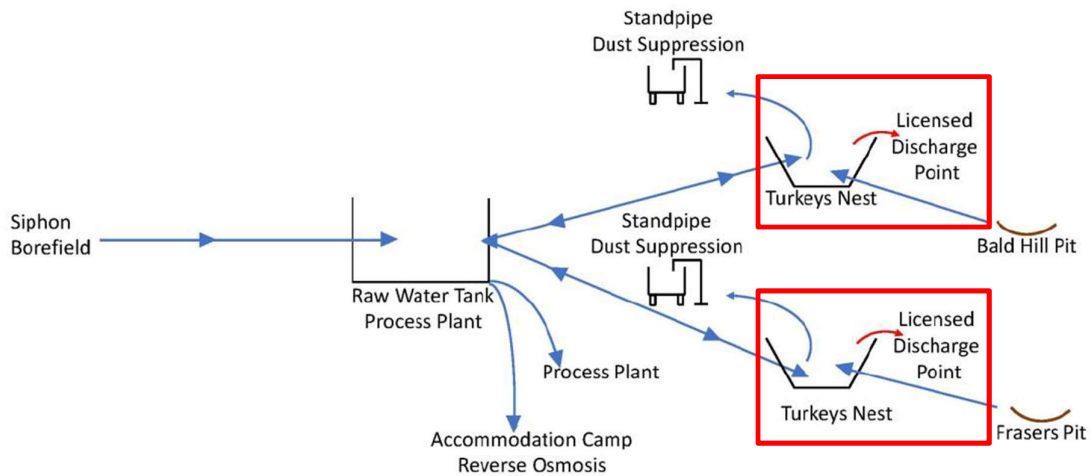 Standpipe
Dust Suppression
Licensed
Discharge
Point
Turkeys Nest
Bald Hill Pit
Siphon
Borefield
Raw Water Tank
Process Plant
Standpipe
Dust Suppression
Licensed
Discharge
Point
Turkeys Nest
Frasers Pit
Process Plant
Accommodation Camp
Reverse Osmosis